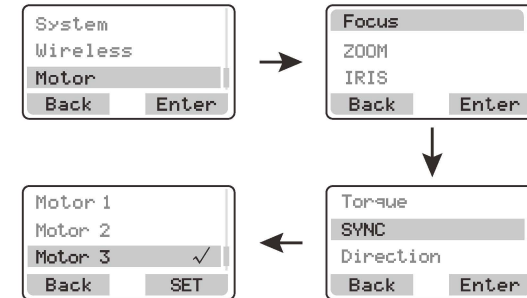 System
Wireless
Motor
Back Enter
Focus
ZOOM
IRIS
Back Enter
Torque
SYNC
Direction
Back Enter
Motor 1
Motor 2
Motor 3 √
Back SET